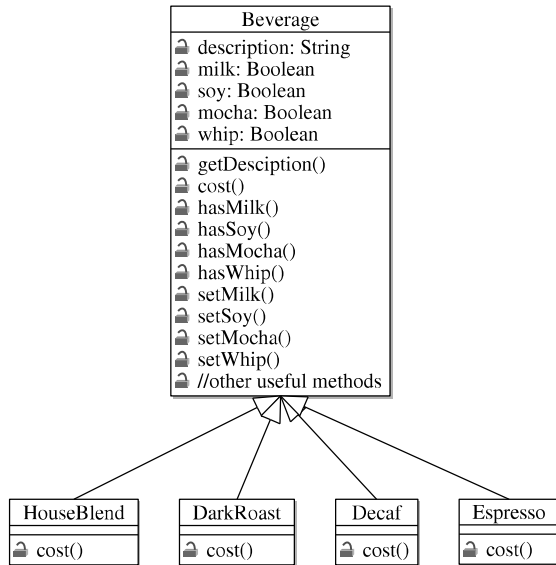 Beverage
description: String
milk: Boolean
soy: Boolean
mocha: Boolean
whip: Boolean
getDesciption()
cost()
hasMilk()
hasSoy()
hasMocha()
hasWhip()
setMilk()
setSoy()
setMocha()
setWhip()
//other useful methods
HouseBlend
cost()
DarkRoast
cost()
Decaf
cost()
Espresso
cost()